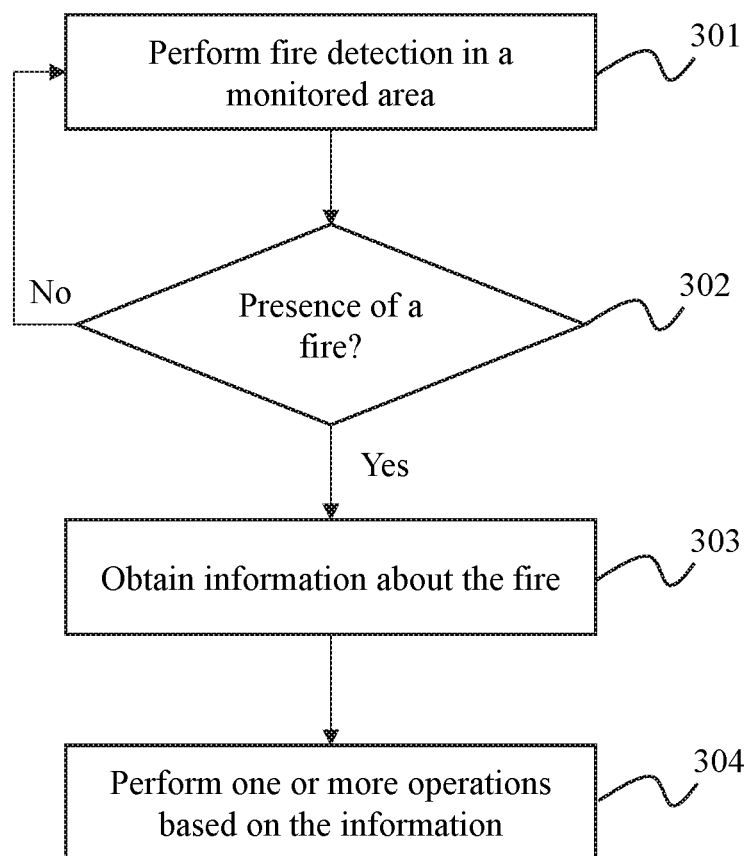 Perform fire detection in a
monitored area
301
No
Presence of a
fire?
302
Yes
Obtain information about the fire
303
Perform one or more operations
based on the information
304